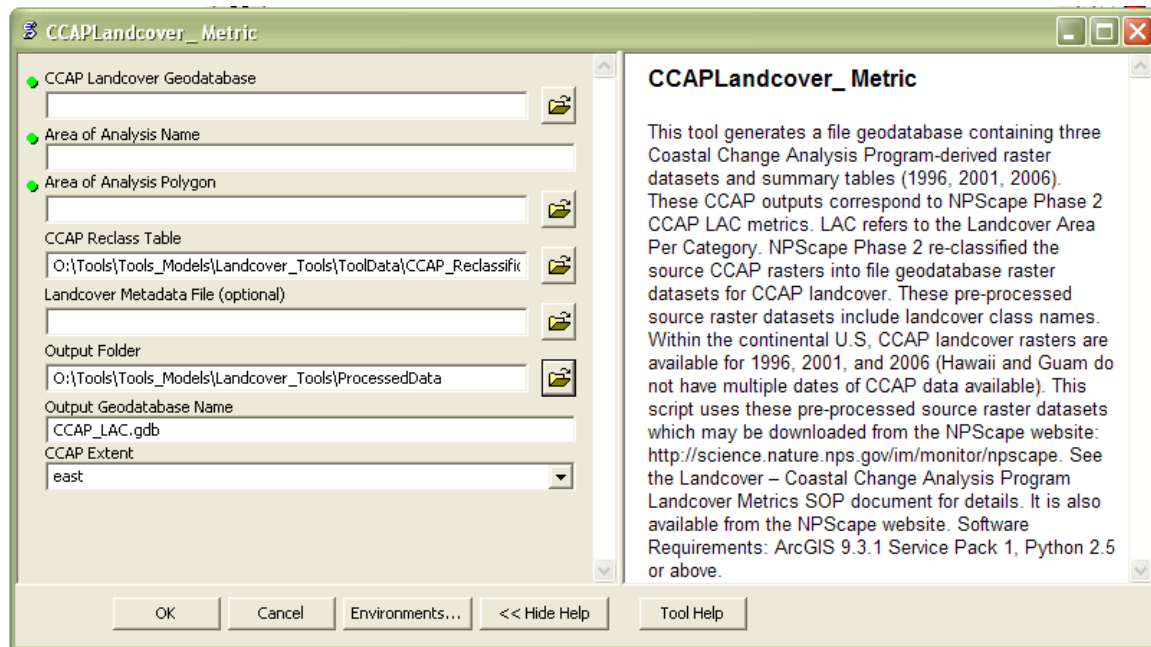 CCAPLandcover_ Metric
CCAP Landcover Geodatabase
Area of Analysis Name
Area of Analysis Polygon
CCAP Reclass Table
O:\Tools\Tools_Models\Landcover_Tools\ToolData\CCAP_Reclassific
Landcover Metadata File (optional)
Output Folder
O:\Tools\Tools_Models\Landcover_Tools\ProcessedData
Output Geodatabase Name
CCAP_LAC.gdb
CCAP Extent
east
CCAPLandcover_ Metric
This tool generates a file geodatabase containing three
Coastal Change Analysis Program-derived raster
datasets and summary tables (1996, 2001, 2006).
These CCAP outputs correspond to NPScape Phase 2
CCAP LAC metrics. LAC refers to the Landcover Area
Per Category. NPScape Phase 2 re-classified the
source CCAP rasters into file geodatabase raster
datasets for CCAP landcover. These pre-processed
source raster datasets include landcover class names.
Within the continental U.S, CCAP landcover rasters are
available for 1996, 2001, and 2006 (Hawaii and Guam do
not have multiple dates of CCAP data available). This
script uses these pre-processed source raster datasets
which may be downloaded from the NPScape website:
http://science.nature.nps.gov/im/monitor/npscape. See
the Landcover – Coastal Change Analysis Program
Landcover Metrics SOP document for details. It is also
available from the NPScape website. Software
Requirements: ArcGIS 9.3.1 Service Pack 1, Python 2.5
or above.
OK
Cancel
Environments...
<< Hide Help
Tool Help